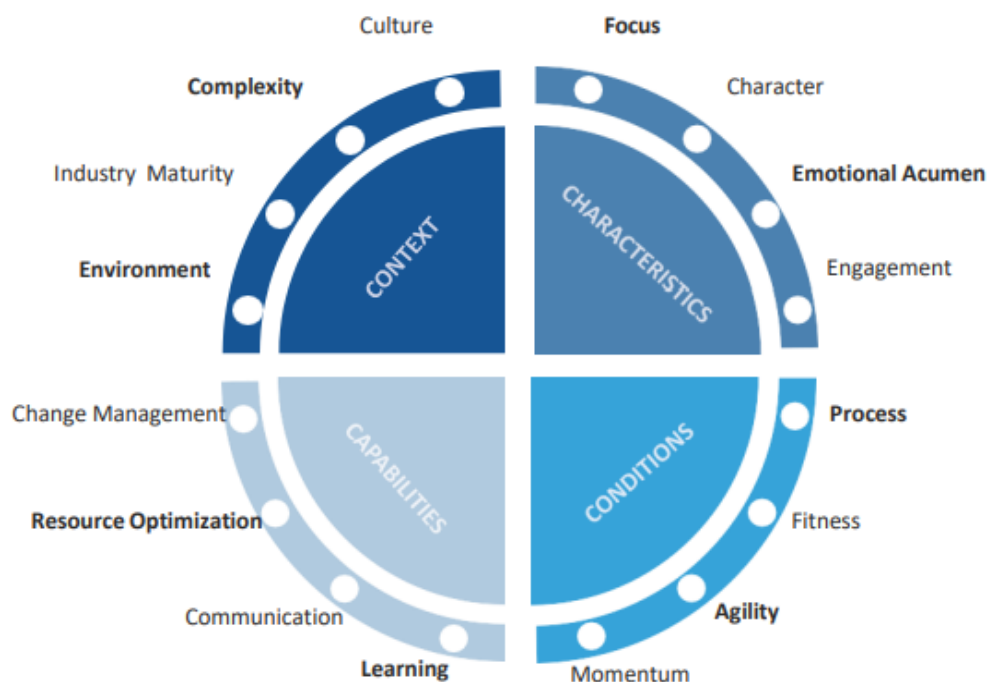 Culture
Focus
Complexity
Character
Industry Maturity
Emotional Acumen
Environment
Engagement
CONTEXT
CHARACTERISTICS
Change Management
Process
CAPABILITIES
CONDITIONS
Resource Optimization
Fitness
Communication
Agility
Learning
Momentum